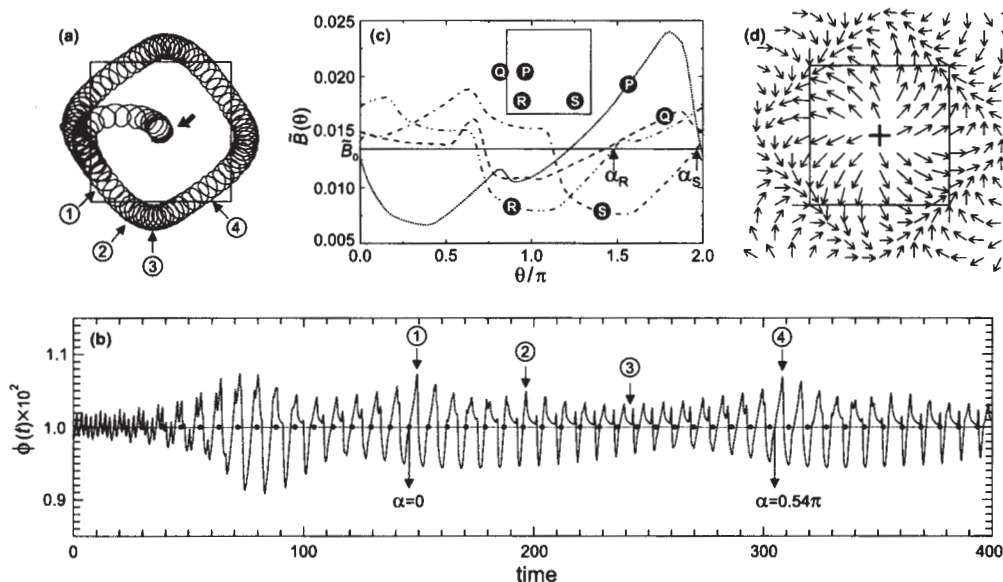 (a)
①
②
③
④
(c)
B̃(θ)
0.025
0.020
0.015
B̃₀
0.010
0.005
0.0
0.5
1.0
1.5
2.0
θ/π
Q
P
R
S
P
Q
R
S
α_R
α_S
(d)
(b)
ϕ(t)×10²
1.1
1.0
0.9
①
②
③
④
α=0
α=0.54π
0
100
200
300
400
time